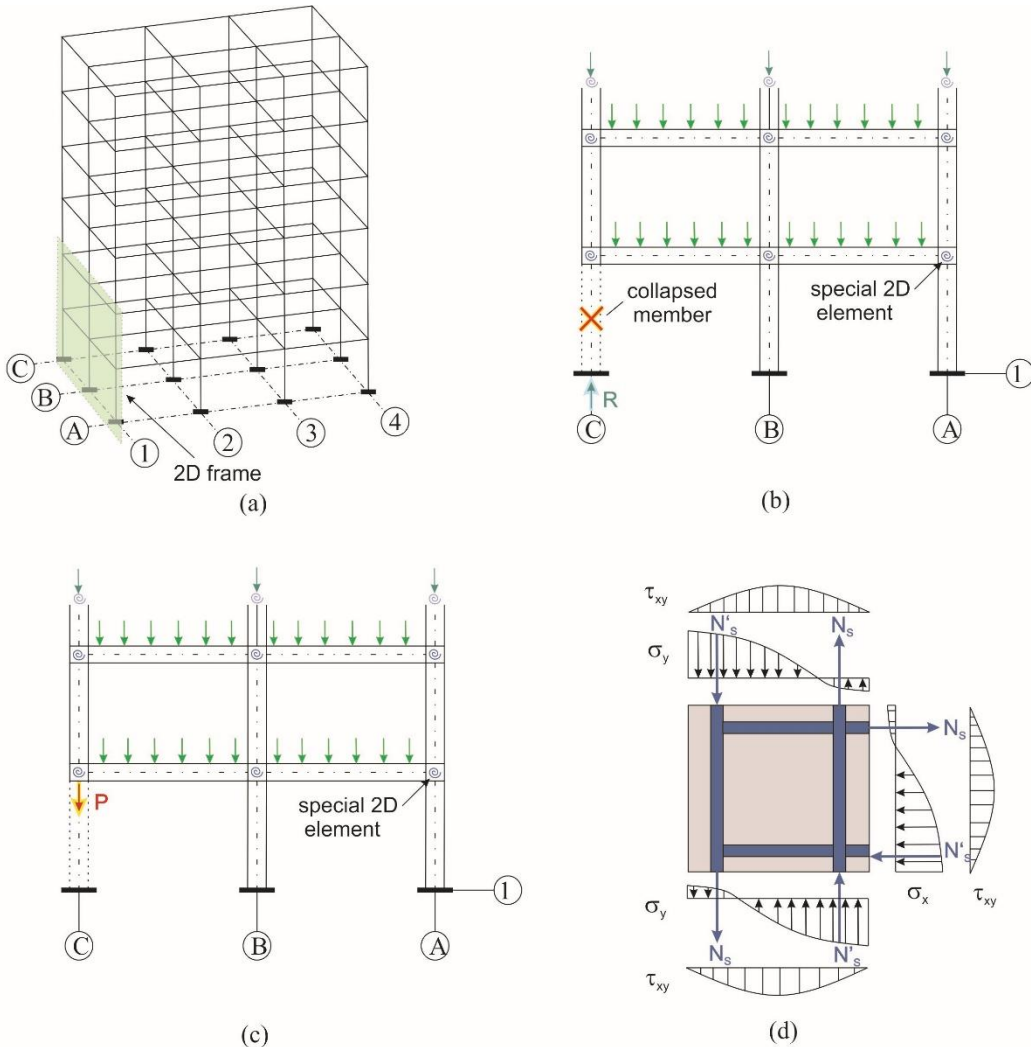 C
B
A
1
2
3
4
2D frame
(a)
collapsed
member
special 2D
element
R
1
C
B
A
(b)
P
special 2D
element
1
C
B
A
(c)
τxy
N's
Ns
σy
Ns
N's
σy
σx
τxy
Ns
N's
τxy
(d)